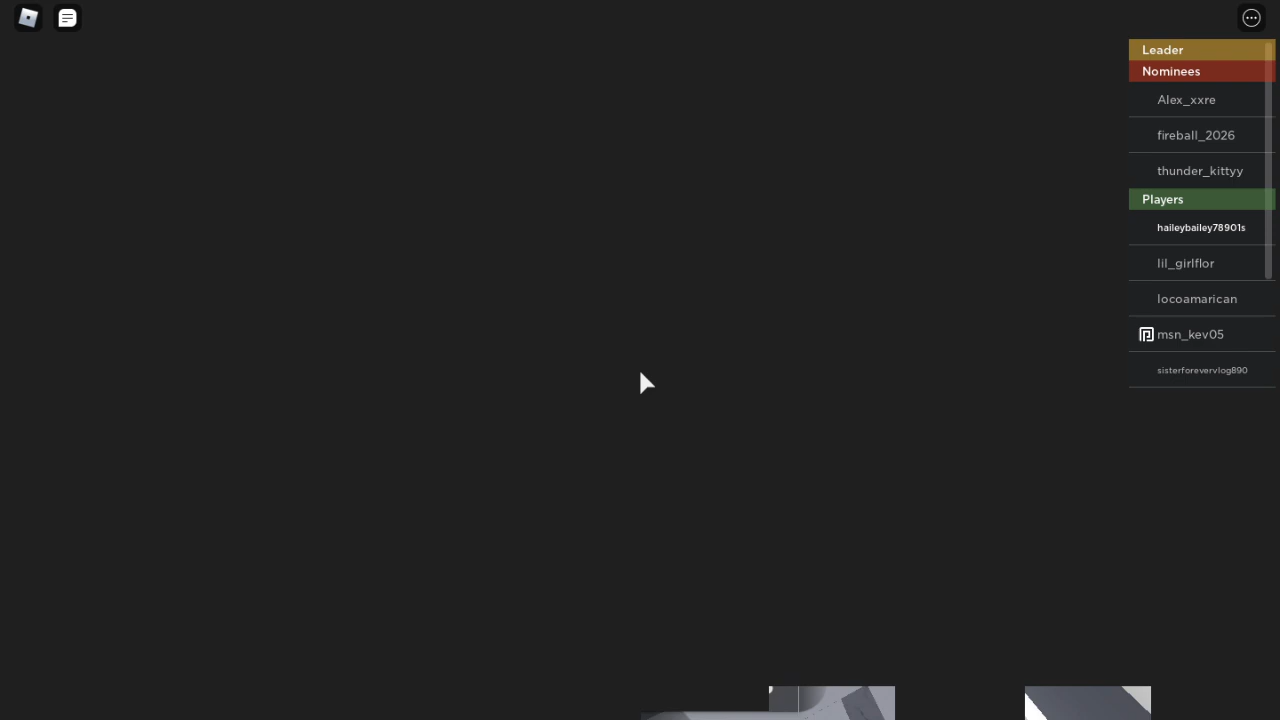 Leader
Nominees
Alex_xxre
fireball_2026
thunder_kittyy
Players
haileybailey78901s
lil_girlflor
locoamarican
msn_kev05
sisterforevervlog890